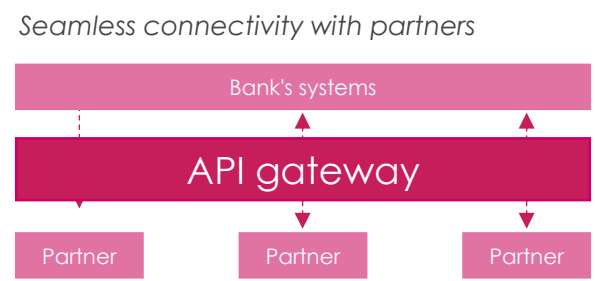 Seamless connectivity with partners
Bank's systems
API gateway
Partner
Partner
Partner